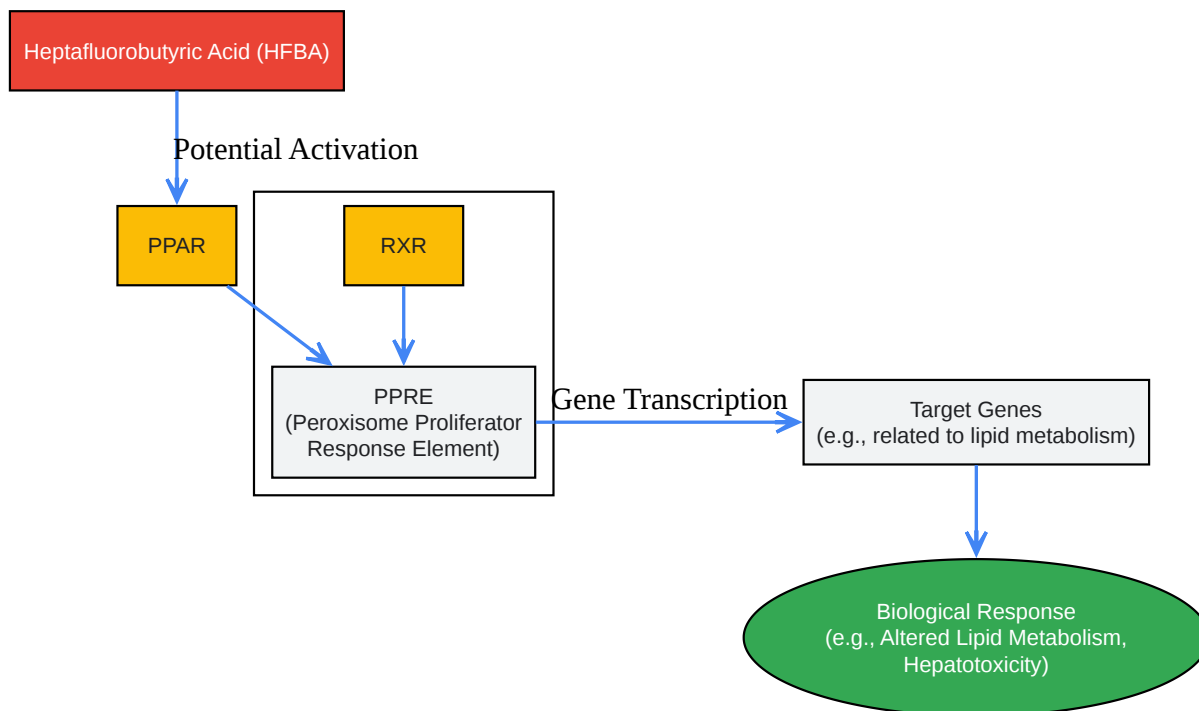 Heptafluorobutyric Acid (HFBA)
Potential Activation
PPAR
RXR
PPRE
(Peroxisome Proliferator
Response Element)
Gene Transcription
Target Genes
(e.g., related to lipid metabolism)
Biological Response
(e.g., Altered Lipid Metabolism,
Hepatotoxicity)